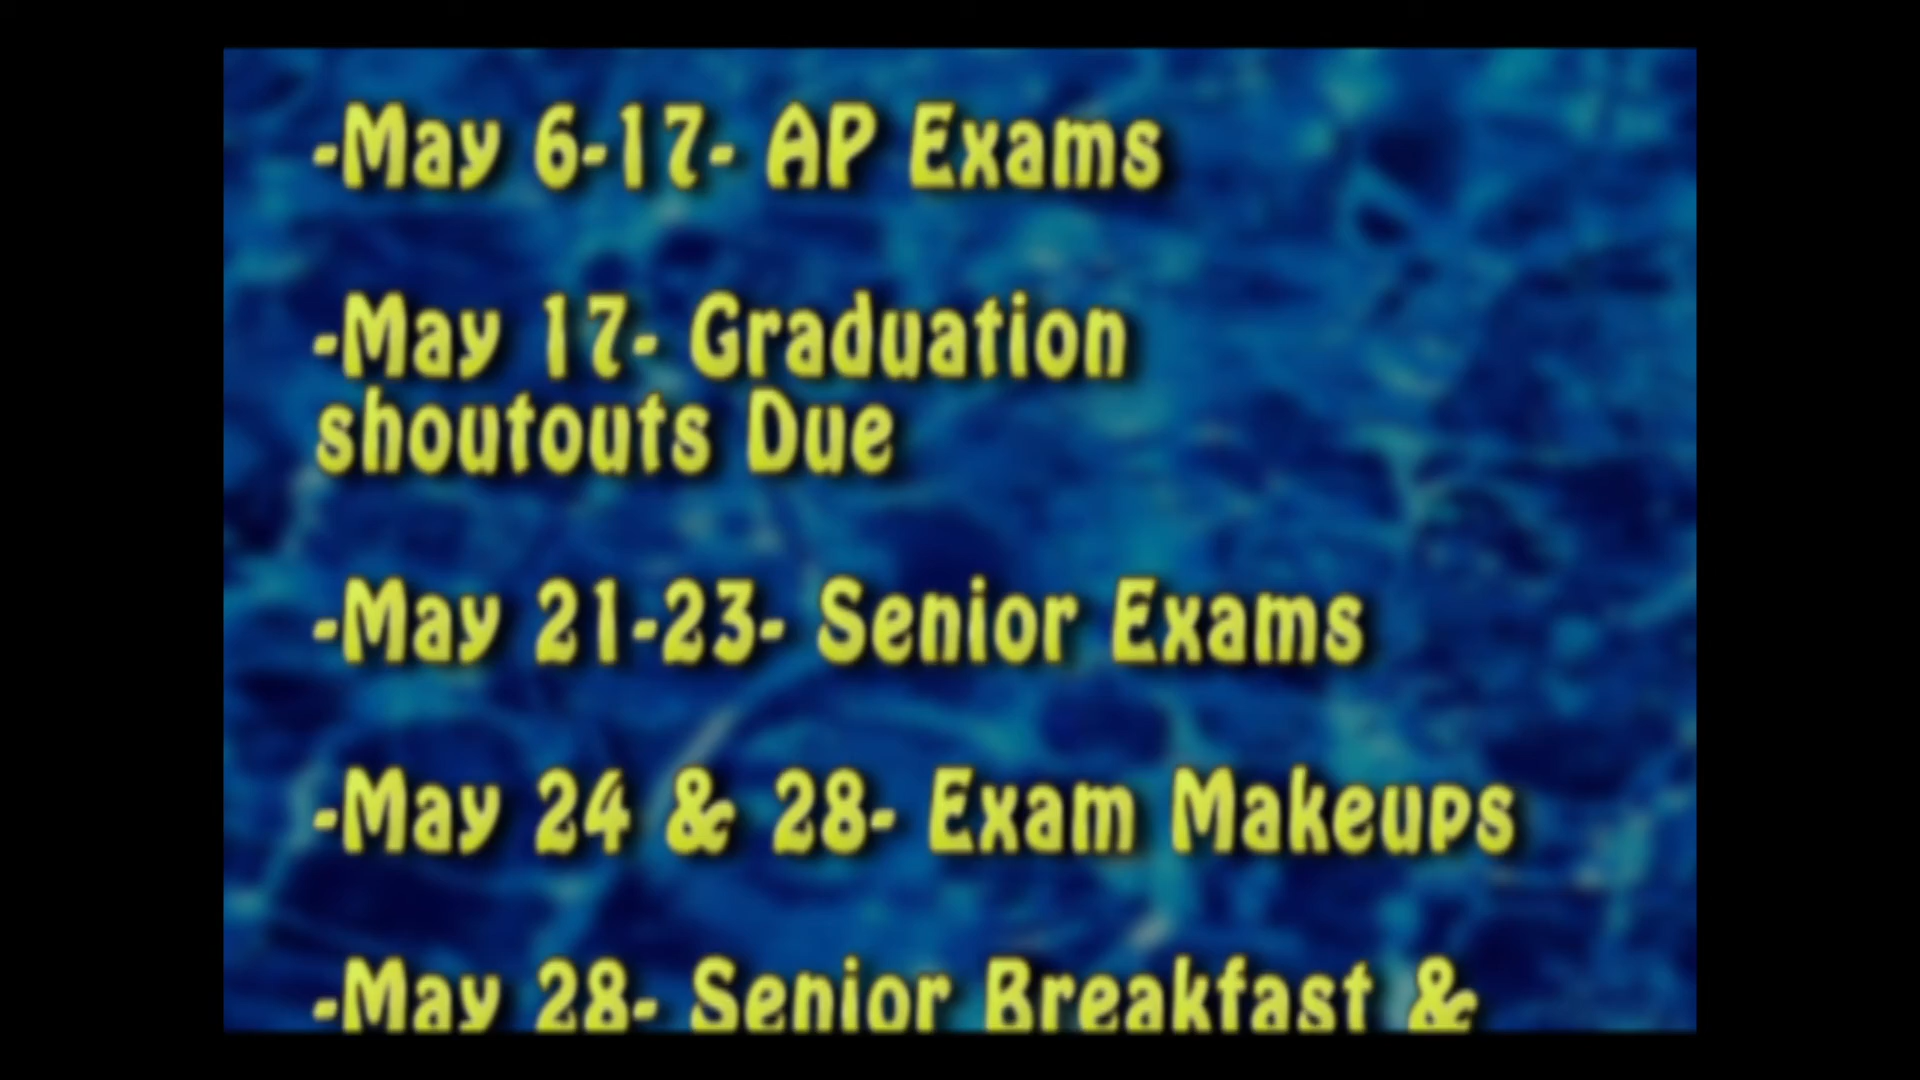 -May 6-17- AP Exams
-May 17- Graduation
shoutouts Due
-May 21-23- Senior Exams
-May 24 & 28- Exam Makeups
-May 28- Senior Breakfast &